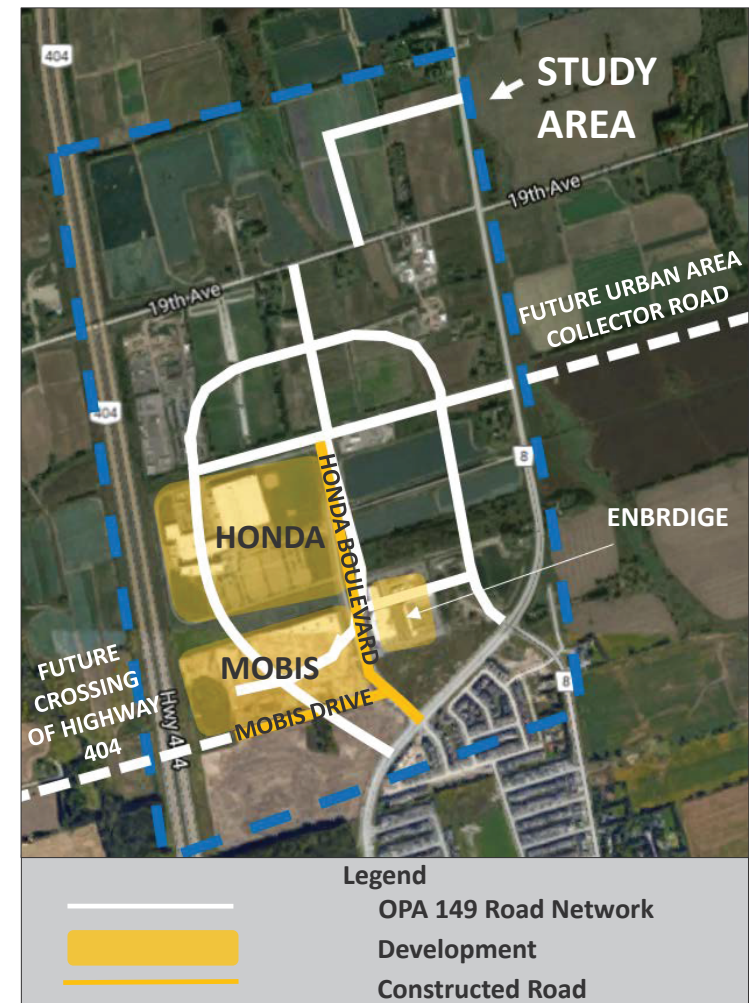 404
STUDY
AREA
19th Ave
19th Ave
FUTURE URBAN AREA
COLLECTOR ROAD
404
8
HONDA BOULEVARD
ENBRDIGE
HONDA
MOBIS
FUTURE
CROSSING
OF HIGHWAY
404
Hwy 404
8
MOBIS DRIVE
Legend
OPA 149 Road Network
Development
Constructed Road